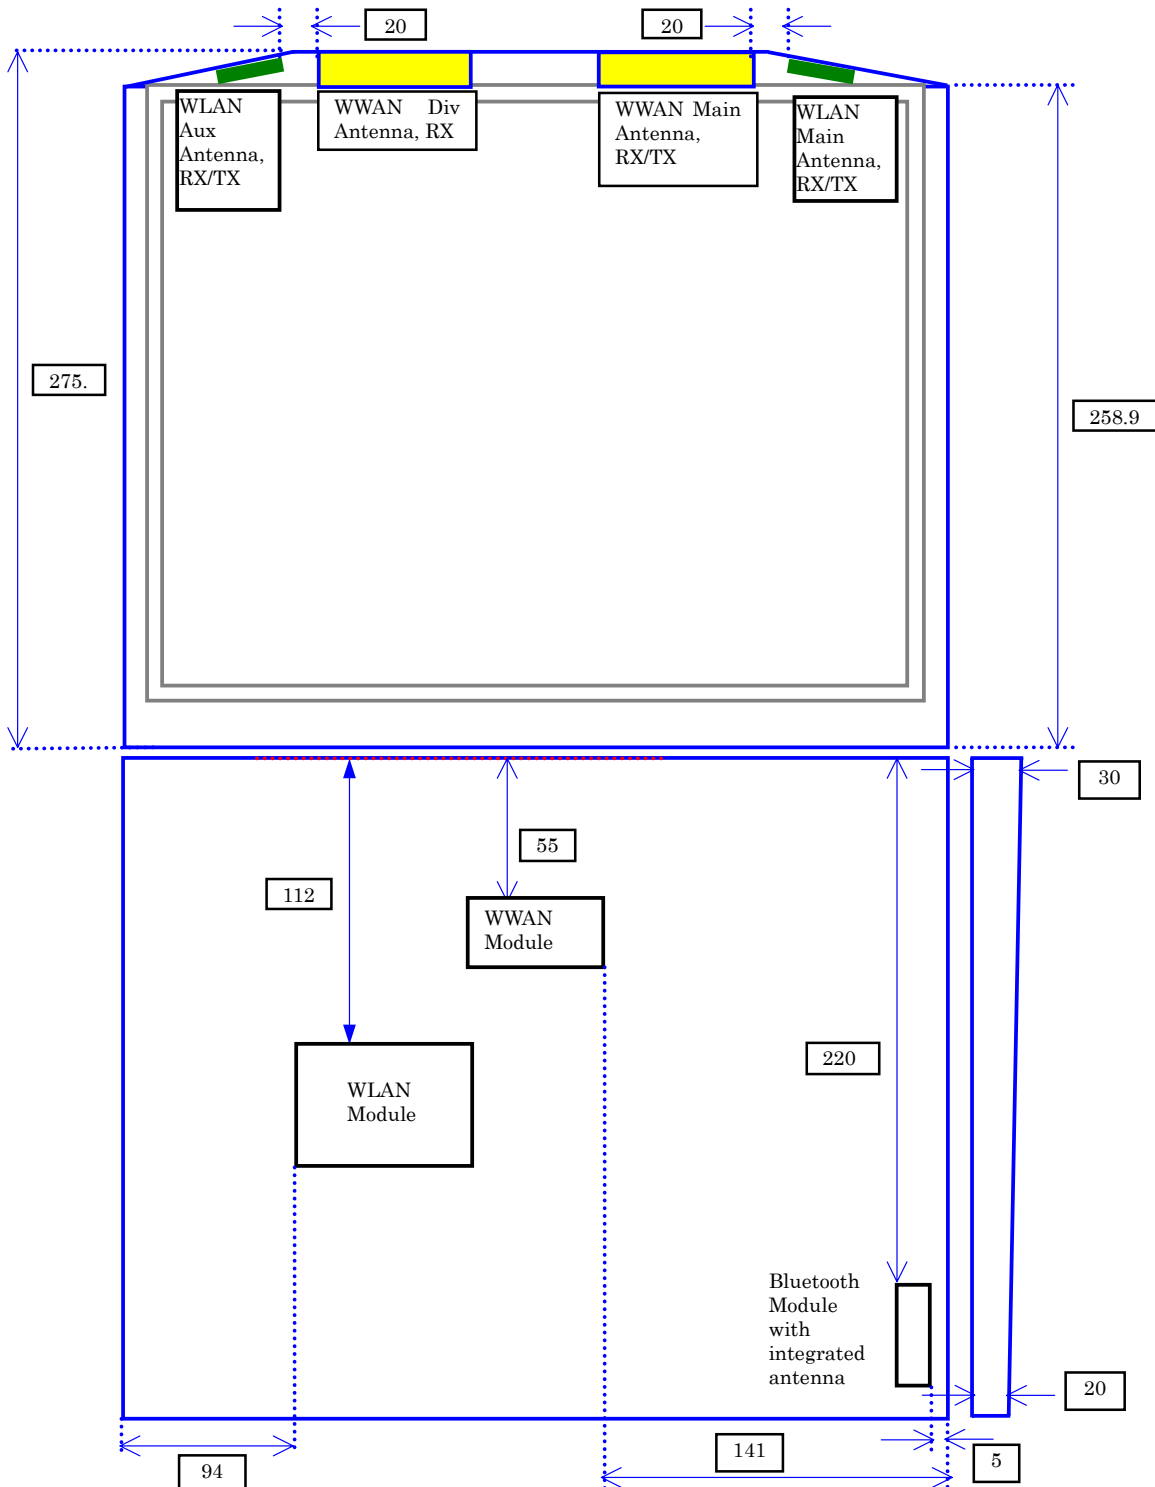 20
20
WLAN
Aux
Antenna,
RX/TX
WWAN Div
Antenna, RX
WWAN Main
Antenna,
RX/TX
WLAN
Main
Antenna,
RX/TX
275.
258.9
30
55
112
WWAN
Module
220
WLAN
Module
Bluetooth
Module
with
integrated
antenna
20
141
5
94